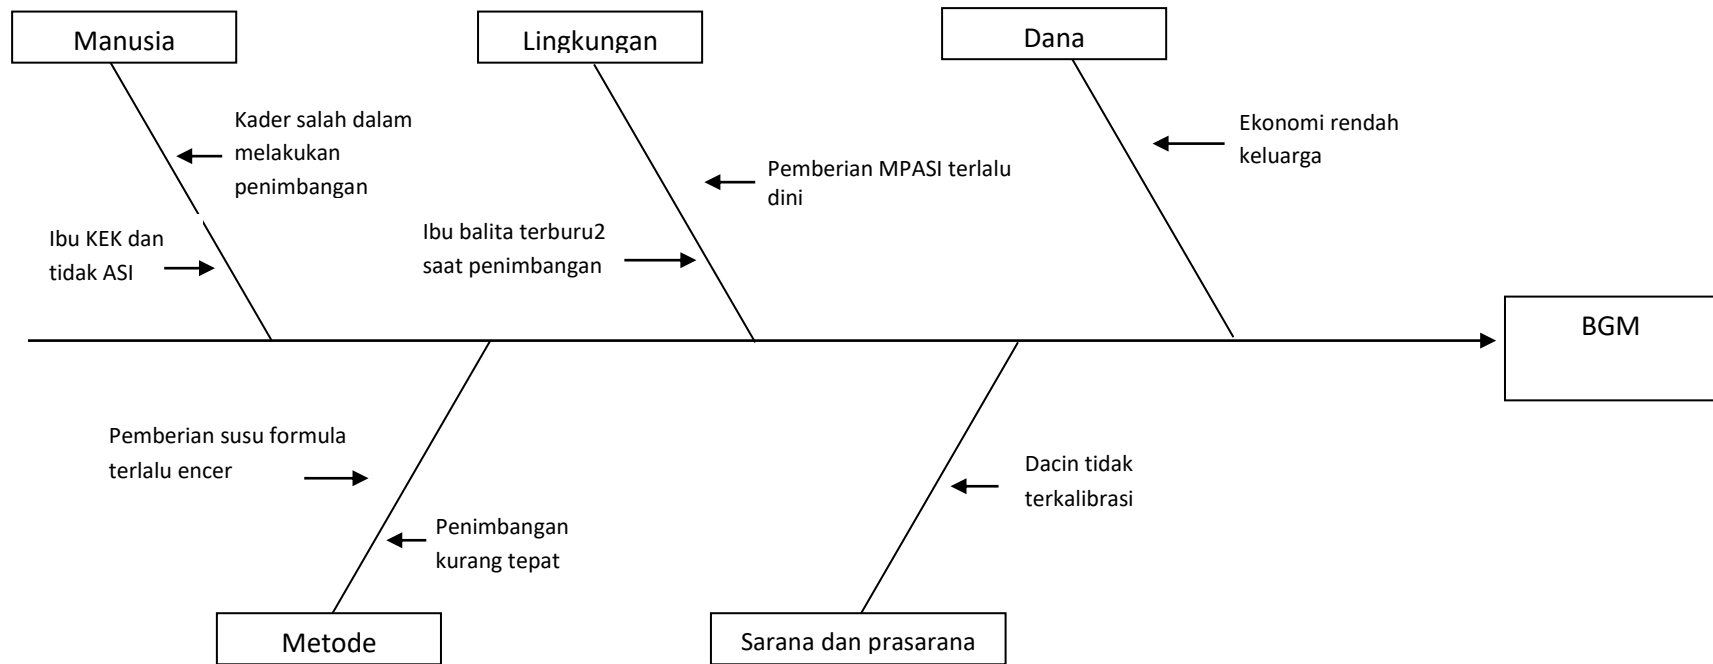 Manusia
Lingkungan
Dana
Kader salah dalam
melakukan
penimbangan
Ibu KEK dan
tidak ASI
Pemberian MPASI terlalu
dini
Ibu balita terburu2
saat penimbangan
Ekonomi rendah
keluarga
BGM
Pemberian susu formula
terlalu encer
Penimbangan
kurang tepat
Dacin tidak
terkalibrasi
Metode
Sarana dan prasarana